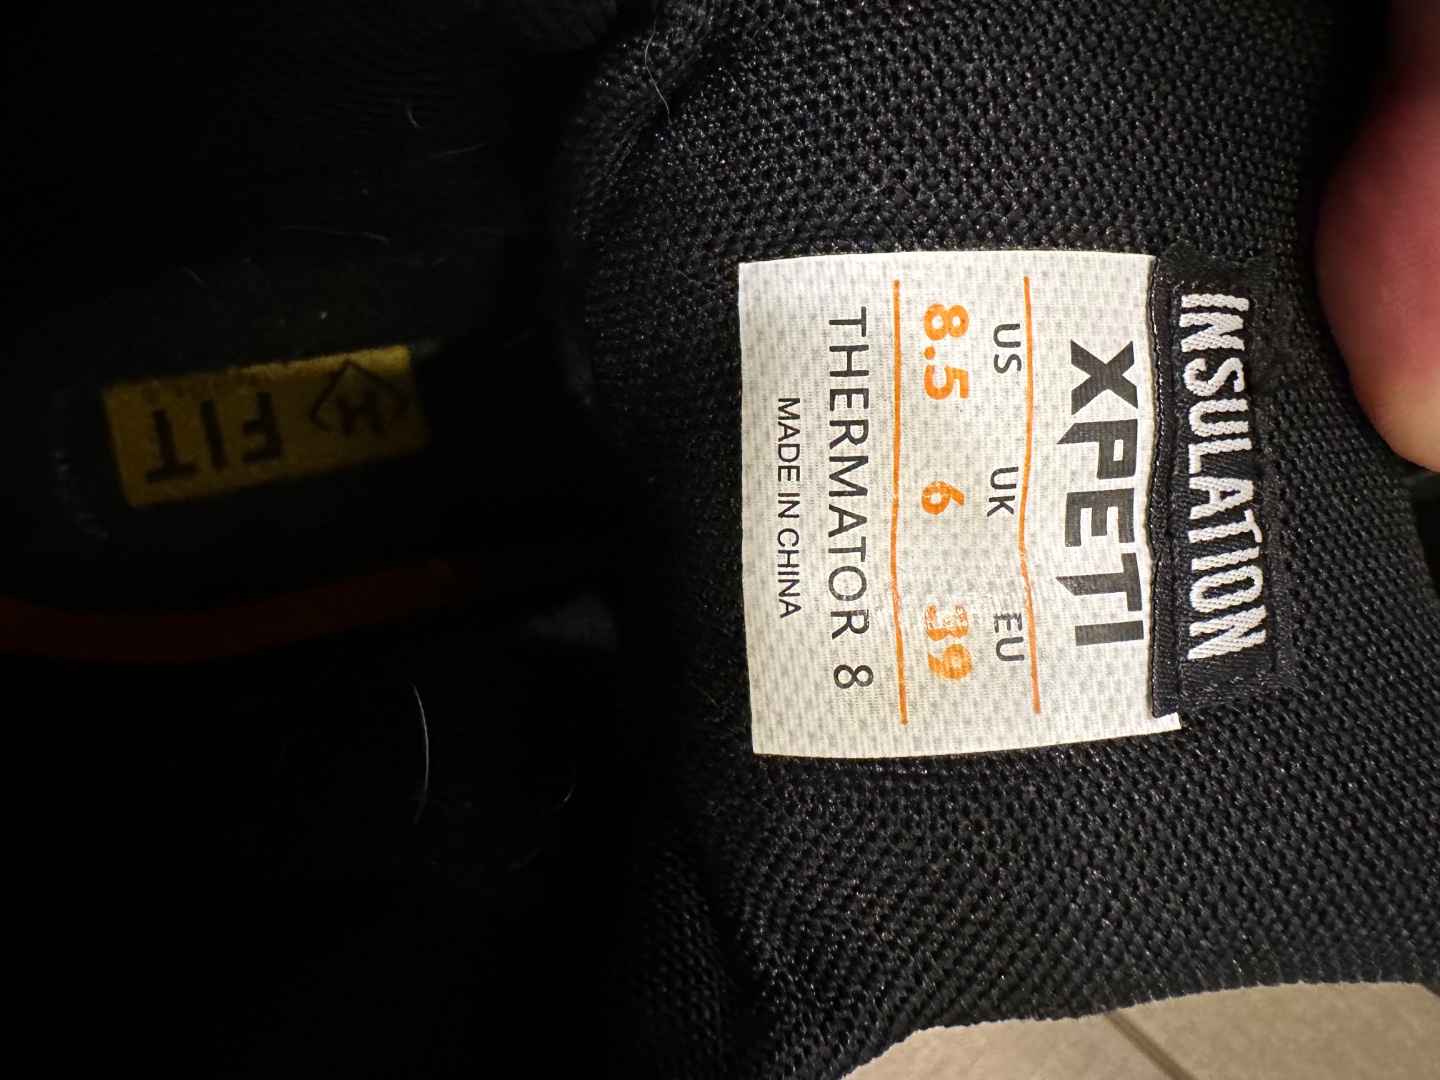 INSULATION
XPETI
US UK EU
8.5 6 39
THERMATOR 8
MADE IN CHINA
FIT